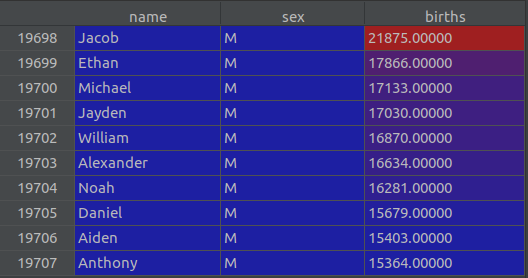 name sex births
19698 Jacob M 21875.00000
19699 Ethan M 17866.00000
19700 Michael M 17133.00000
19701 Jayden M 17030.00000
19702 William M 16870.00000
19703 Alexander M 16634.00000
19704 Noah M 16281.00000
19705 Daniel M 15679.00000
19706 Aiden M 15403.00000
19707 Anthony M 15364.00000